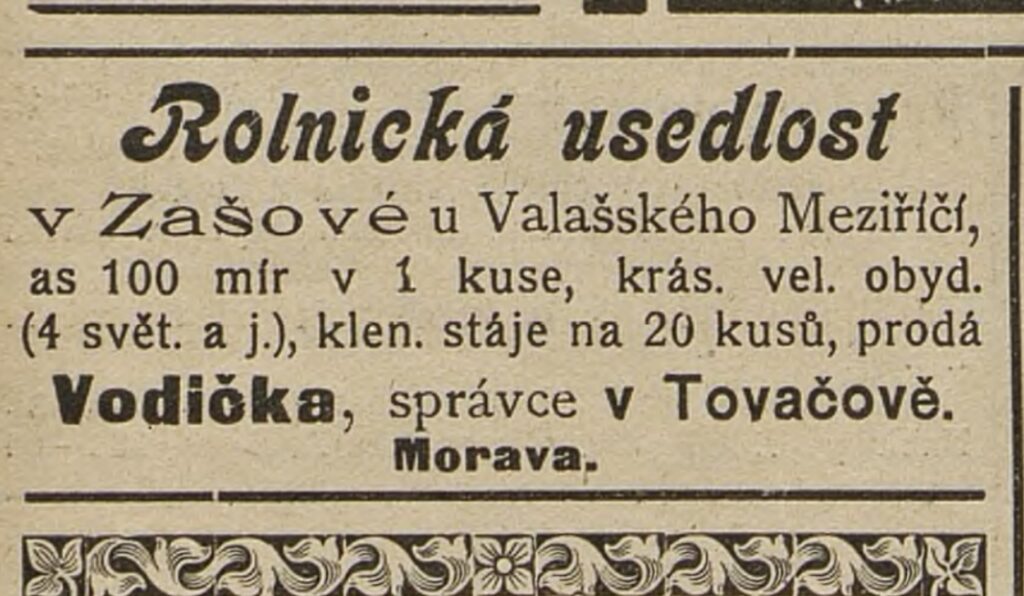 Rolnická usedlost
v Zašové u Valašského Meziříčí,
as 100 mír v 1 kuse, krás. vel. obyd.
(4 svět. a j.), klen. stáje na 20 kusů, prodá
Vodička, správce v Tovačově.
Morava.